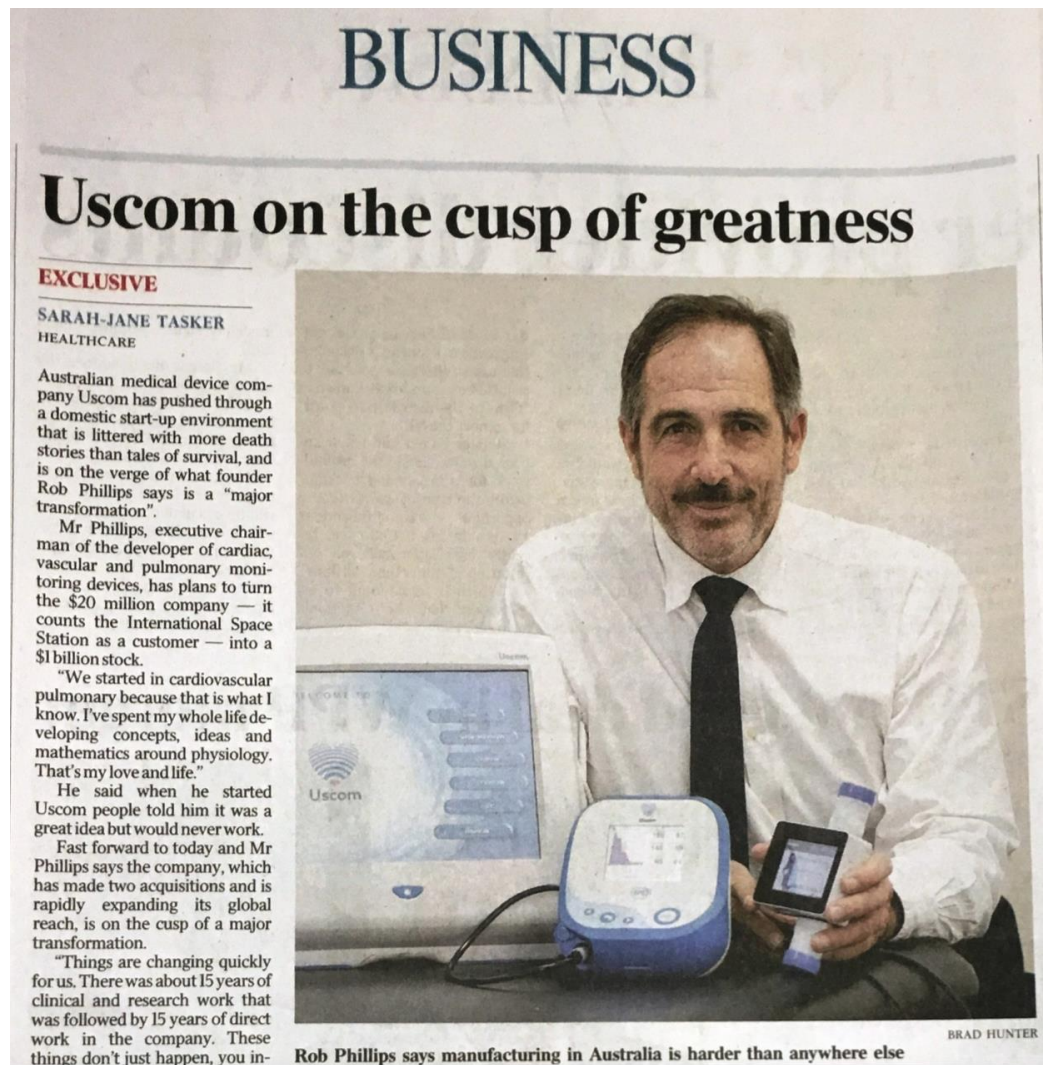 BUSINESS
Uscom on the cusp of greatness
EXCLUSIVE
SARAH-JANE TASKER
HEALTHCARE
Australian medical device com-
pany Uscom has pushed through
a domestic start-up environment
that is littered with more death
stories than tales of survival, and
is on the verge of what founder
Rob Phillips says is a “major
transformation”.
Mr Phillips, executive chair-
man of the developer of cardiac,
vascular and pulmonary moni-
toring devices, has plans to turn
the $20 million company — it
counts the International Space
Station as a customer — into a
$1 billion stock.
“We started in cardiovascular
pulmonary because that is what I
know. I’ve spent my whole life de-
veloping concepts, ideas and
mathematics around physiology.
That’s my love and life.”
He said when he started
Uscom people told him it was a
great idea but would never work.
Fast forward to today and Mr
Phillips says the company, which
has made two acquisitions and is
rapidly expanding its global
reach, is on the cusp of a major
transformation.
“Things are changing quickly
for us. There was about 15 years of
clinical and research work that
was followed by 15 years of direct
work in the company. These
things don’t just happen, you in-
Uscom
Uscom
BRAD HUNTER
Rob Phillips says manufacturing in Australia is harder than anywhere else